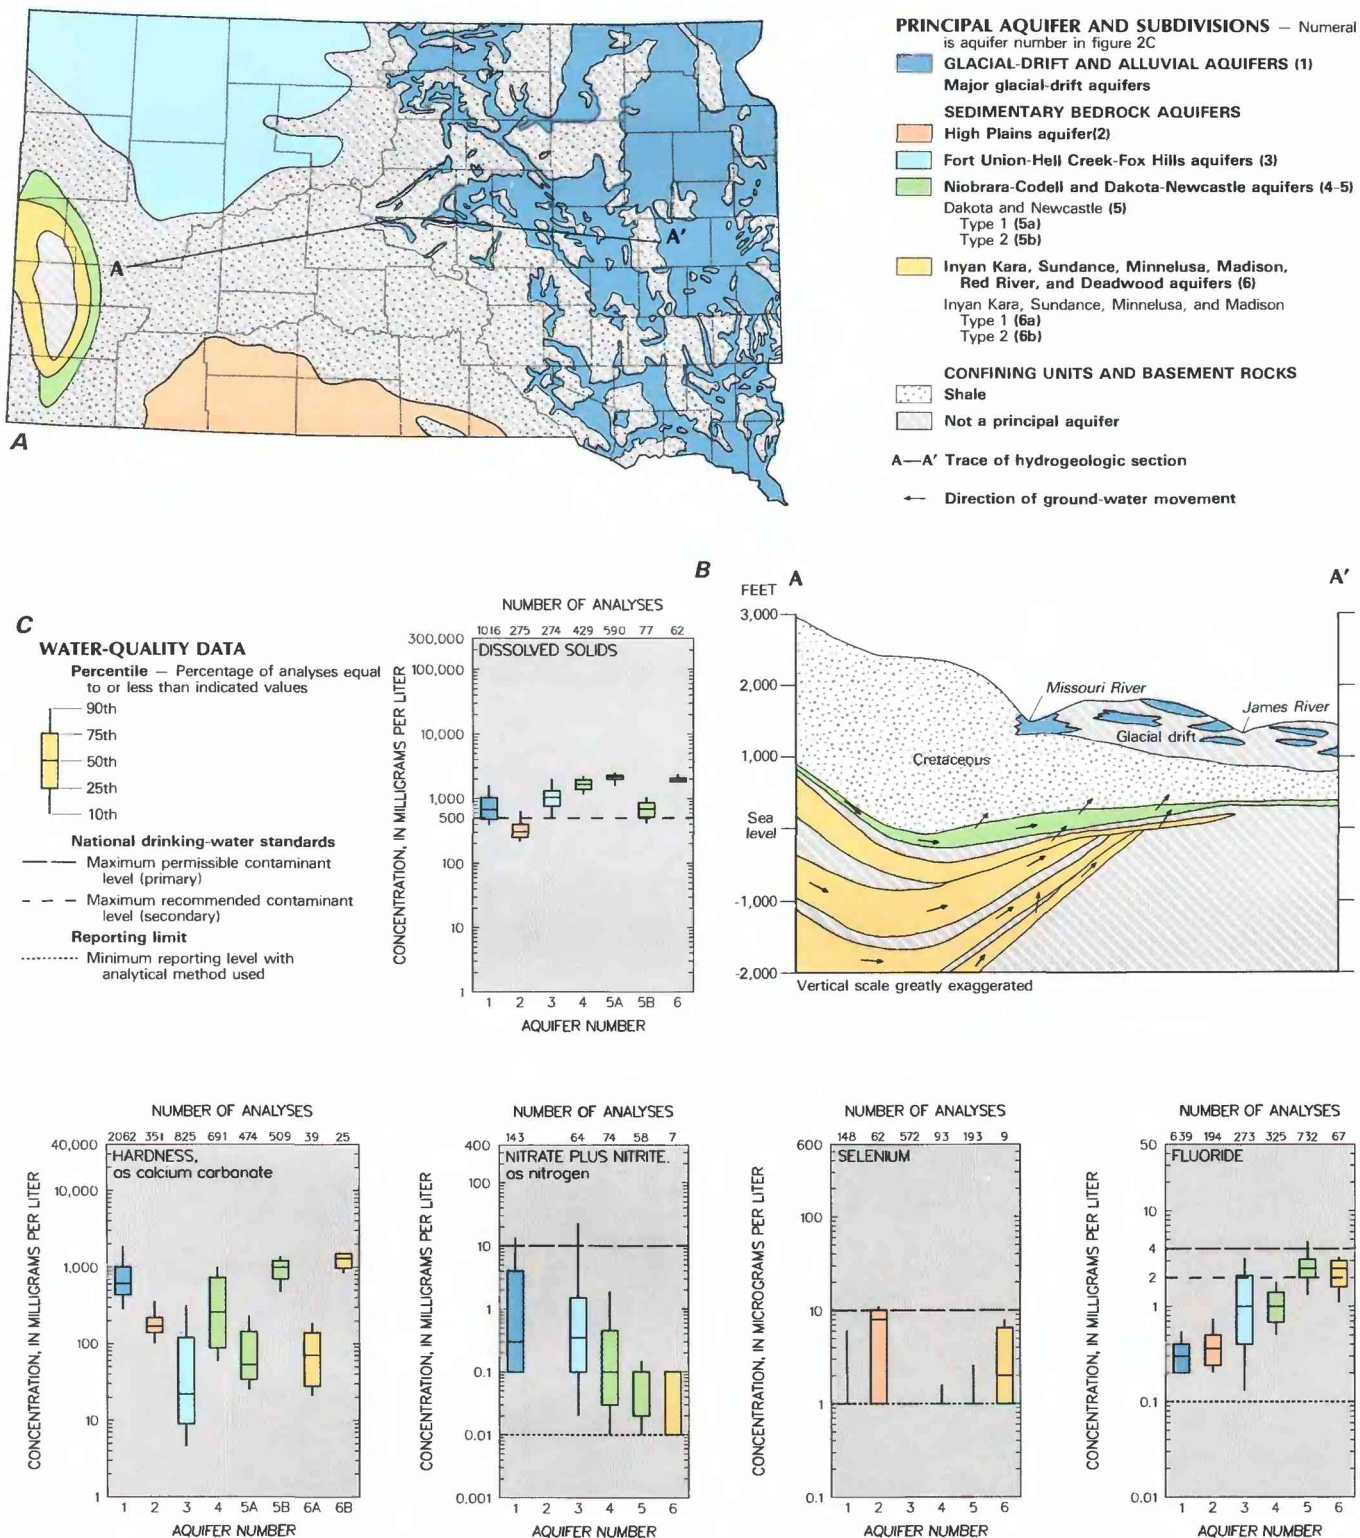 PRINCIPAL AQUIFER AND SUBDIVISIONS — Numeral
is aquifer number in figure 2C
GLACIAL-DRIFT AND ALLUVIAL AQUIFERS (1)
Major glacial-drift aquifers
SEDIMENTARY BEDROCK AQUIFERS
High Plains aquifer(2)
Fort Union-Hell Creek-Fox Hills aquifers (3)
Niobrara-Codell and Dakota-Newcastle aquifers (4-5)
Dakota and Newcastle (5)
Type 1 (5a)
Type 2 (5b)
Inyan Kara, Sundance, Minnelusa, Madison,
Red River, and Deadwood aquifers (6)
Inyan Kara, Sundance, Minnelusa, and Madison
Type 1 (6a)
Type 2 (6b)
CONFINING UNITS AND BASEMENT ROCKS
Shale
Not a principal aquifer
A—A' Trace of hydrogeologic section
Direction of ground-water movement
A
A'
A
B
FEET
A
A'
3,000
2,000
1,000
Sea
level
-1,000
-2,000
Missouri River
James River
Glacial drift
Cretaceous
Vertical scale greatly exaggerated
C
WATER-QUALITY DATA
Percentile — Percentage of analyses equal
to or less than indicated values
90th
75th
50th
25th
10th
National drinking-water standards
Maximum permissible contaminant
level (primary)
Maximum recommended contaminant
level (secondary)
Reporting limit
Minimum reporting level with
analytical method used
NUMBER OF ANALYSES
1016 275 274 429 590 77 62
DISSOLVED SOLIDS
CONCENTRATION, IN MILLIGRAMS PER LITER
300,000
100,000
10,000
1,000
500
100
10
1
1 2 3 4 5A 5B 6
AQUIFER NUMBER
NUMBER OF ANALYSES
2062 351 825 691 474 509 39 25
HARDNESS,
as calcium carbonate
CONCENTRATION, IN MILLIGRAMS PER LITER
40,000
10,000
1,000
100
10
1
1 2 3 4 5A 5B 6A 6B
AQUIFER NUMBER
NUMBER OF ANALYSES
143 64 74 58 7
NITRATE PLUS NITRITE,
as nitrogen
CONCENTRATION, IN MILLIGRAMS PER LITER
400
100
10
1
0.1
0.01
0.001
1 2 3 4 5 6
AQUIFER NUMBER
NUMBER OF ANALYSES
148 62 572 93 193 9
SELENIUM
CONCENTRATION, IN MICROGRAMS PER LITER
600
100
10
1
0.1
1 2 3 4 5 6
AQUIFER NUMBER
NUMBER OF ANALYSES
639 194 273 325 732 67
FLUORIDE
CONCENTRATION, IN MILLIGRAMS PER LITER
50
10
4
2
1
0.1
0.01
1 2 3 4 5 6
AQUIFER NUMBER